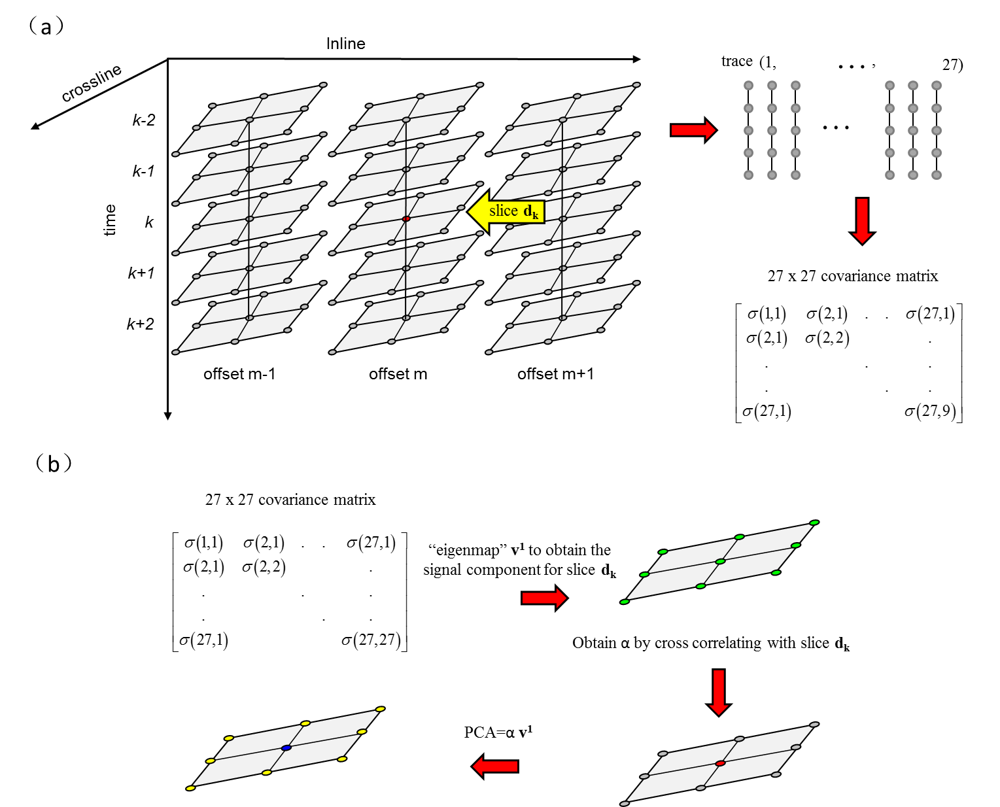 （a）
Inline
crossline
time
k-2
k-1
k
k+1
k+2
slice dk
offset m-1 offset m offset m+1
trace (1, • • • , 27)
• • •
27 x 27 covariance matrix
σ(1,1) σ(2,1) . . σ(27,1)
σ(2,1) σ(2,2) .
. . .
. . .
σ(27,1) σ(27,9)
（b）
27 x 27 covariance matrix
σ(1,1) σ(2,1) . . σ(27,1)
σ(2,1) σ(2,2) .
. . .
. . .
σ(27,1) σ(27,27)
“eigenmap” v¹ to obtain the
signal component for slice dk
Obtain α by cross correlating with slice dk
PCA=α v¹